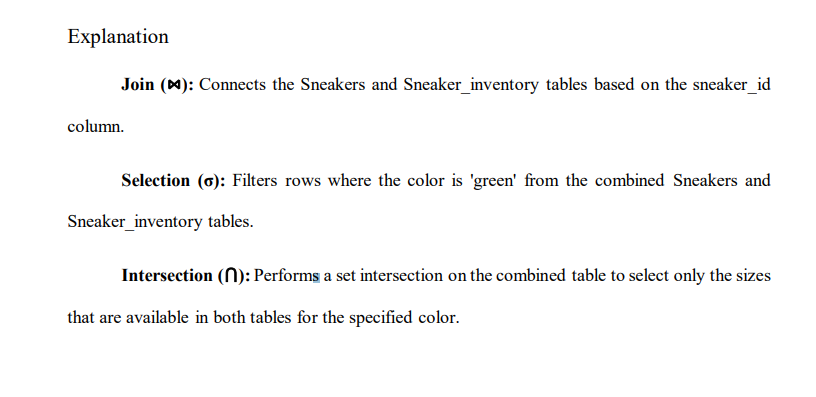 Explanation
Join (⋈): Connects the Sneakers and Sneaker_inventory tables based on the sneaker_id
column.
Selection (σ): Filters rows where the color is 'green' from the combined Sneakers and
Sneaker_inventory tables.
Intersection (⋂): Performs a set intersection on the combined table to select only the sizes
that are available in both tables for the specified color.